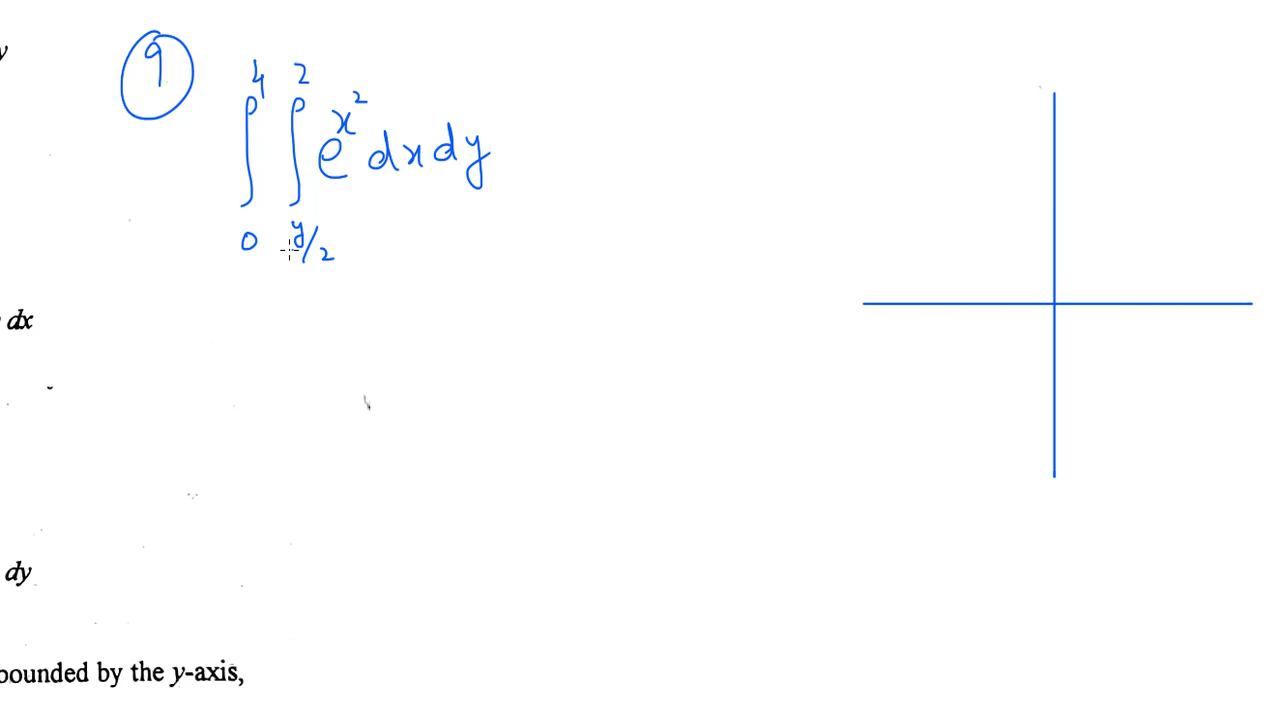 y
9
∫₀⁴ ∫_{y/2}² e^{x²} dx dy
dx
dy
bounded by the y-axis,